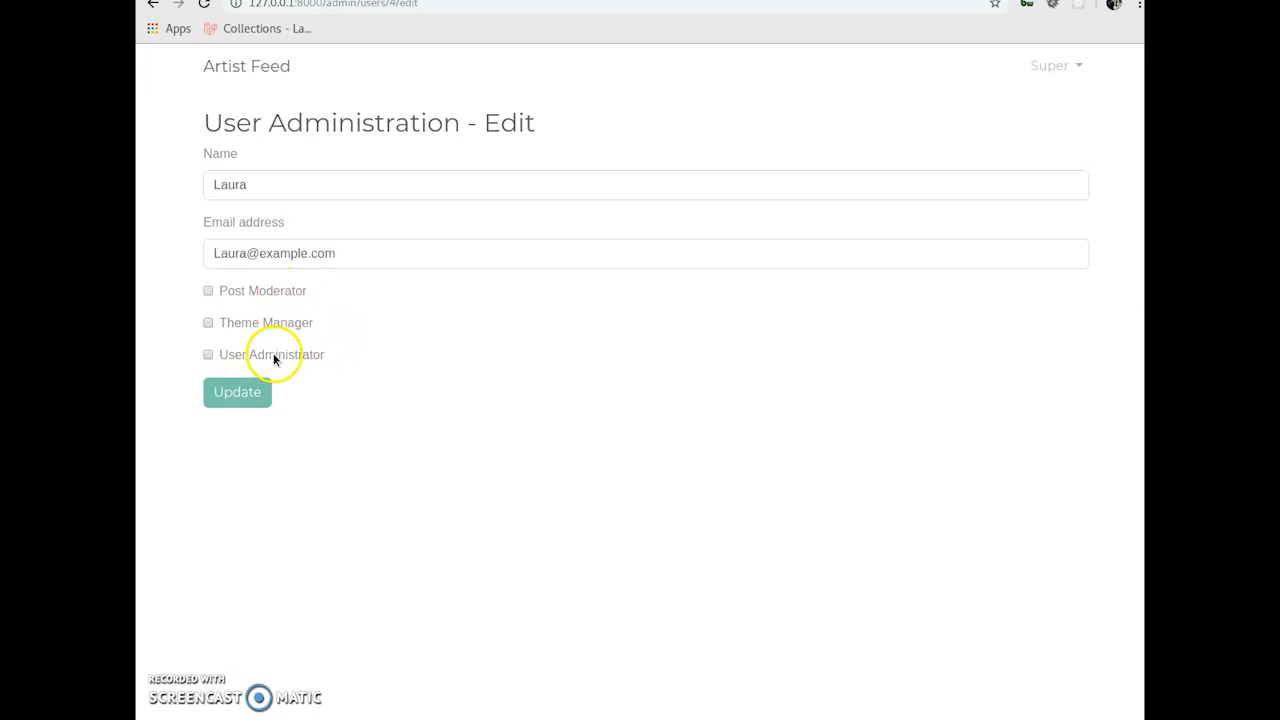 127.0.0.1:8000/admin/users/4/edit
Apps
Collections - La...
Artist Feed
Super
User Administration - Edit
Name
Laura
Email address
Laura@example.com
Post Moderator
Theme Manager
User Administrator
Update
RECORDED WITH
SCREENCAST MATIC